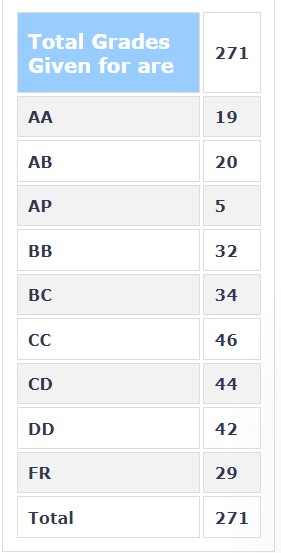 Total Grades
Given for are 271
AA 19
AB 20
AP 5
BB 32
BC 34
CC 46
CD 44
DD 42
FR 29
Total 271